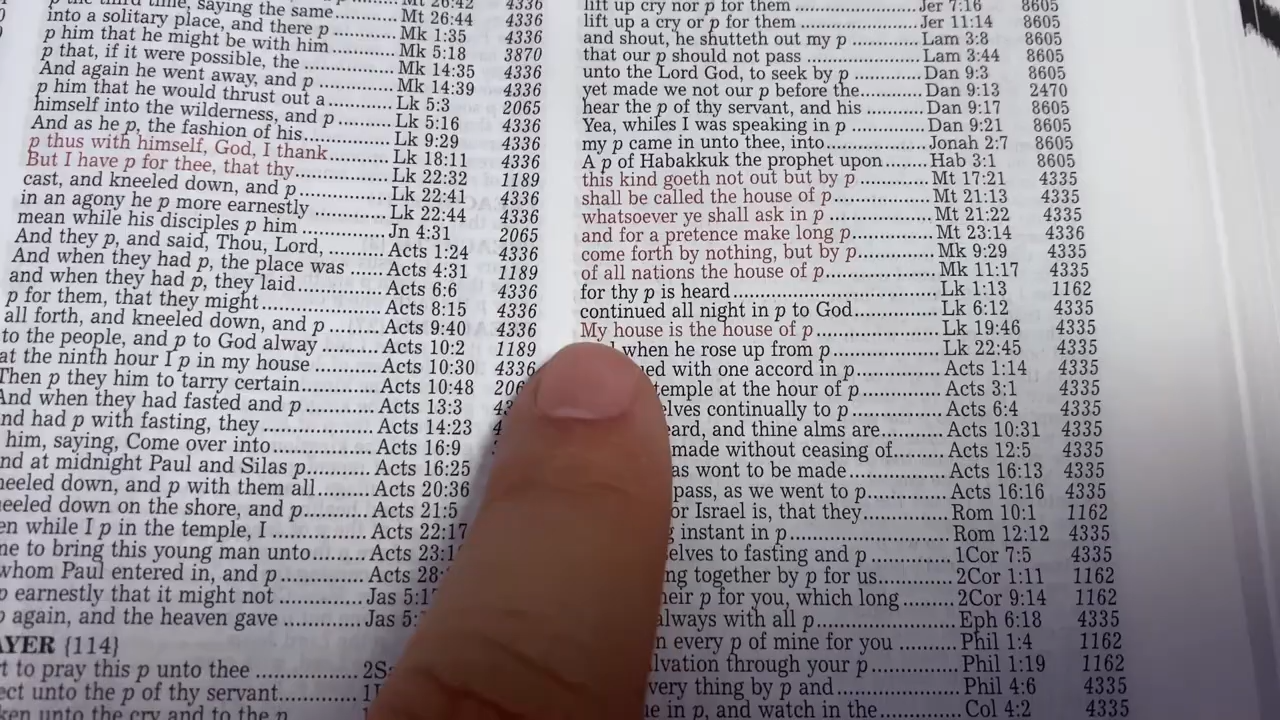 third time, saying the same ........ Mt 26:42 4336
into a solitary place, and there p ........ Mt 26:44 4336
p him that he might be with him ........ Mk 1:35 4336
p that, if it were possible, the ........ Mk 5:18 3870
And again he went away, and p ........ Mk 14:35 4336
p him that he would thrust out a ........ Mk 14:39 4336
himself into the wilderness, and p ........ Lk 5:3 2065
And as he p, the fashion of his ........ Lk 5:16 4336
p thus with himself, God, I thank ........ Lk 9:29 4336
But I have p for thee, that thy ........ Lk 18:11 4336
cast, and kneeled down, and p ........ Lk 22:32 1189
in an agony he p more earnestly ........ Lk 22:41 4336
mean while his disciples p him ........ Lk 22:44 4336
And they p, and said, Thou, Lord, ........ Jn 4:31 2065
And when they had p, the place was ........ Acts 1:24 4336
and when they had p, they laid ........ Acts 4:31 1189
p for them, that they might ........ Acts 6:6 4336
all forth, and kneeled down, and p ........ Acts 8:15 4336
to the people, and p to God alway ........ Acts 9:40 4336
at the ninth hour I p in my house ........ Acts 10:2 1189
Then p they him to tarry certain ........ Acts 10:30 4336
And when they had fasted and p ........ Acts 10:48
nd had p with fasting, they ........ Acts 13:3
him, saying, Come over into ........ Acts 14:23
nd at midnight Paul and Silas p ........ Acts 16:9
neeled down, and p with them all ........ Acts 16:25
neeled down on the shore, and p ........ Acts 20:36
en while I p in the temple, I ........ Acts 21:5
me to bring this young man unto ........ Acts 22:17
whom Paul entered in, and p ........ Acts 23:1
p earnestly that it might not ........ Acts 28:
p again, and the heaven gave ........ Jas 5:17
Jas 5:
AYER {114}
t to pray this p unto thee ........ 2S
ect unto the p of thy servant ........ 1
ken unto the cry and to the p
lift up cry nor p for them ........ Jer 7:16 8605
lift up a cry or p for them ........ Jer 11:14 8605
and shout, he shutteth out my p ........ Lam 3:8 8605
that our p should not pass ........ Lam 3:44 8605
unto the Lord God, to seek by p ........ Dan 9:3 8605
yet made we not our p before the ........ Dan 9:13 2470
hear the p of thy servant, and his ........ Dan 9:17 8605
Yea, whiles I was speaking in p ........ Dan 9:21 8605
my p came in unto thee, into ........ Jonah 2:7 8605
A p of Habakkuk the prophet upon ........ Hab 3:1 8605
this kind goeth not out but by p ........ Mt 17:21 4335
shall be called the house of p ........ Mt 21:13 4335
whatsoever ye shall ask in p ........ Mt 21:22 4335
and for a pretence make long p ........ Mt 23:14 4336
come forth by nothing, but by p ........ Mk 9:29 4335
of all nations the house of p ........ Mk 11:17 4335
for thy p is heard ........ Lk 1:13 1162
continued all night in p to God ........ Lk 6:12 4335
My house is the house of p ........ Lk 19:46 4335
when he rose up from p ........ Lk 22:45 4335
ed with one accord in p ........ Acts 1:14 4335
temple at the hour of p ........ Acts 3:1 4335
elves continually to p ........ Acts 6:4 4335
eard, and thine alms are ........ Acts 10:31 4335
made without ceasing of ........ Acts 12:5 4335
as wont to be made ........ Acts 16:13 4335
pass, as we went to p ........ Acts 16:16 4335
or Israel is, that they ........ Rom 10:1 1162
instant in p ........ Rom 12:12 4335
elves to fasting and p ........ 1Cor 7:5 4335
ng together by p for us ........ 2Cor 1:11 1162
eir p for you, which long ........ 2Cor 9:14 1162
always with all p ........ Eph 6:18 4335
n every p of mine for you ........ Phil 1:4 1162
lvation through your p ........ Phil 1:19 1162
very thing by p and ........ Phil 4:6 4335
ue in p, and watch in the ........ Col 4:2 4335